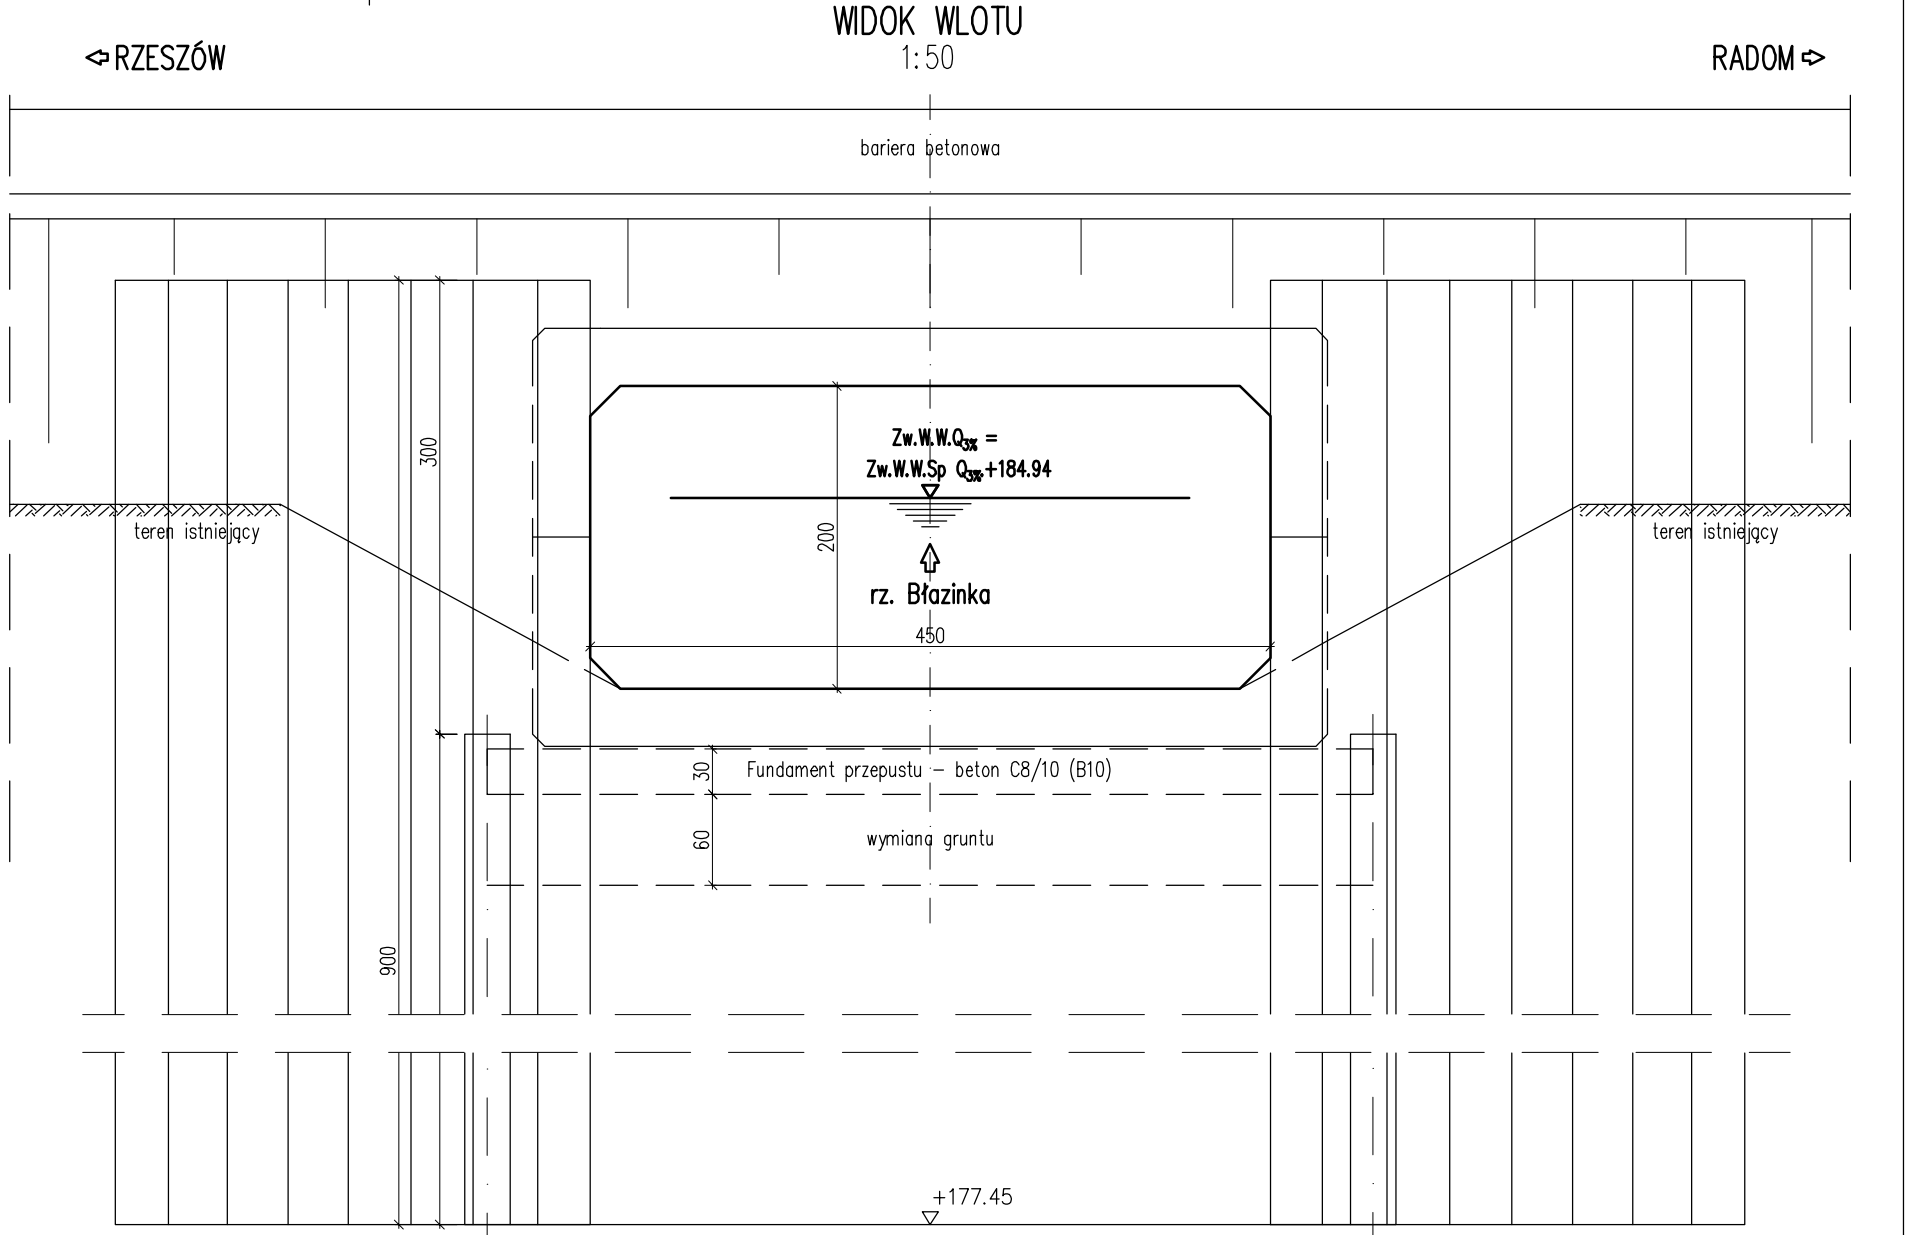 WIDOK WLOTU
1:50
RZESZÓW
RADOM
bariera betonowa
300
Zw.W.W.Q3% =
Zw.W.W.Sp Q3%+184.94
teren istniejący
teren istniejący
200
rz. Błazinka
450
30
Fundament przepustu – beton C8/10 (B10)
60
wymiana gruntu
900
+177.45